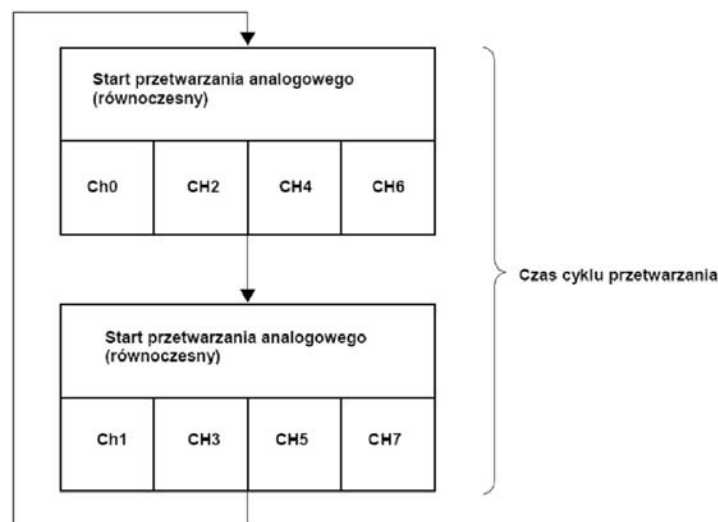 Start przetwarzania analogowego
(równoczesny)
Ch0 CH2 CH4 CH6
Czas cyklu przetwarzania
Start przetwarzania analogowego
(równoczesny)
Ch1 CH3 CH5 CH7